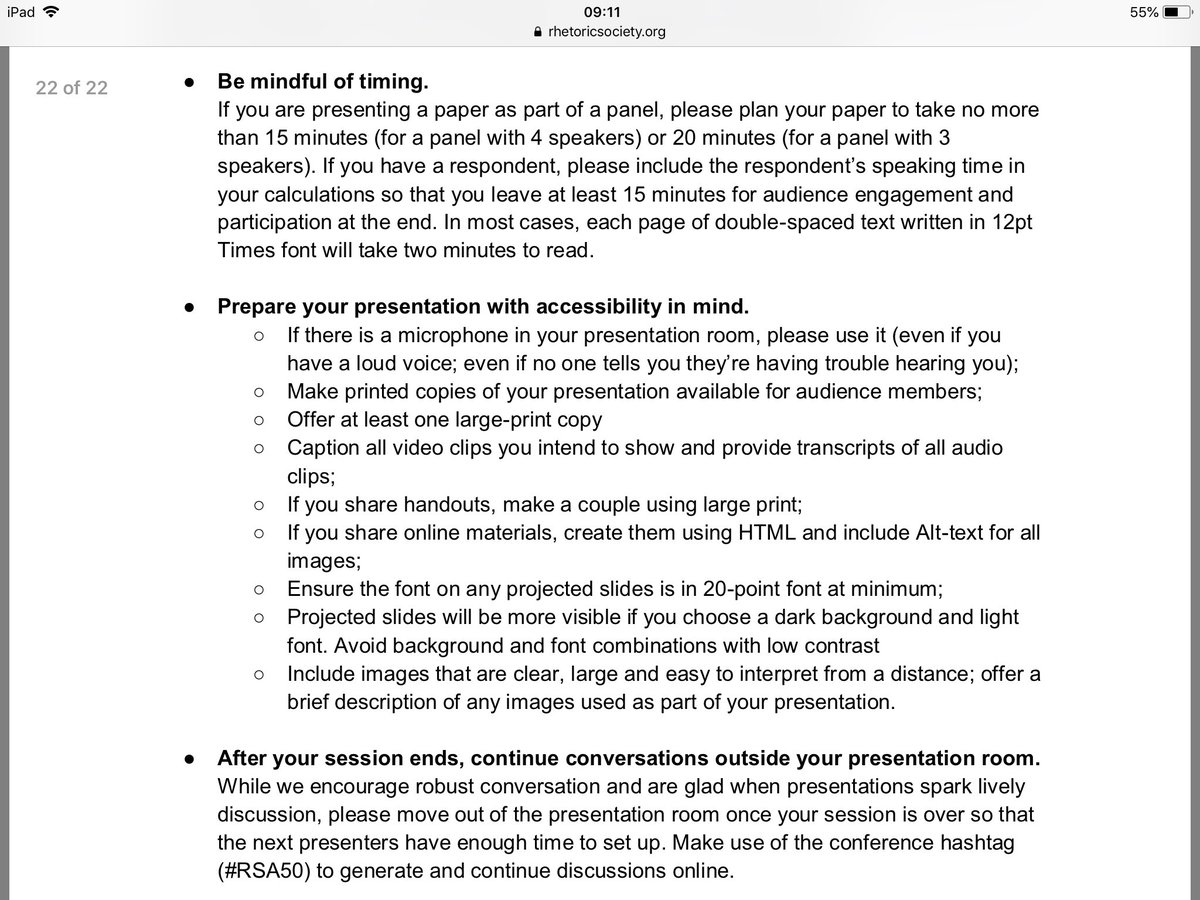 iPad
09:11
55%
rhetoricsociety.org
22 of 22
● Be mindful of timing.
If you are presenting a paper as part of a panel, please plan your paper to take no more
than 15 minutes (for a panel with 4 speakers) or 20 minutes (for a panel with 3
speakers). If you have a respondent, please include the respondent’s speaking time in
your calculations so that you leave at least 15 minutes for audience engagement and
participation at the end. In most cases, each page of double-spaced text written in 12pt
Times font will take two minutes to read.
● Prepare your presentation with accessibility in mind.
○ If there is a microphone in your presentation room, please use it (even if you
have a loud voice; even if no one tells you they’re having trouble hearing you);
○ Make printed copies of your presentation available for audience members;
○ Offer at least one large-print copy
○ Caption all video clips you intend to show and provide transcripts of all audio
clips;
○ If you share handouts, make a couple using large print;
○ If you share online materials, create them using HTML and include Alt-text for all
images;
○ Ensure the font on any projected slides is in 20-point font at minimum;
○ Projected slides will be more visible if you choose a dark background and light
font. Avoid background and font combinations with low contrast
○ Include images that are clear, large and easy to interpret from a distance; offer a
brief description of any images used as part of your presentation.
● After your session ends, continue conversations outside your presentation room.
While we encourage robust conversation and are glad when presentations spark lively
discussion, please move out of the presentation room once your session is over so that
the next presenters have enough time to set up. Make use of the conference hashtag
(#RSA50) to generate and continue discussions online.